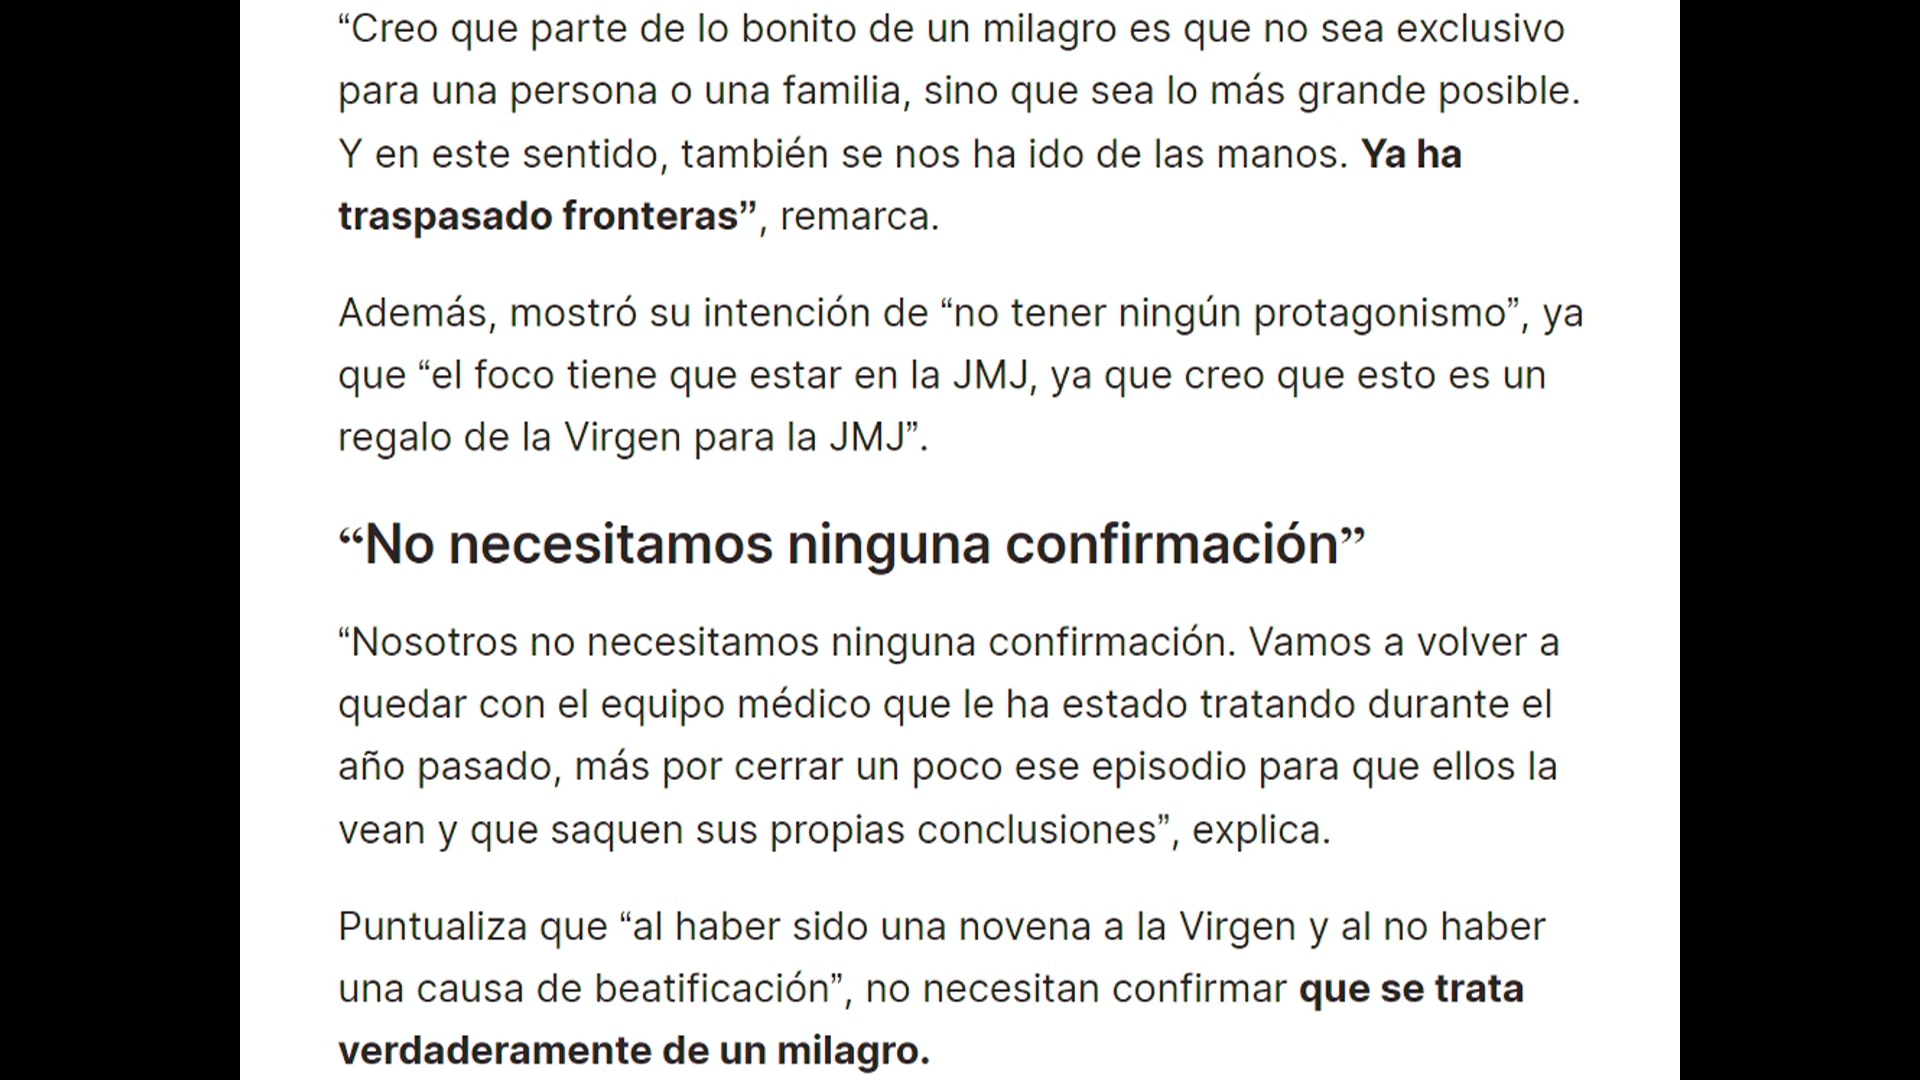 “Creo que parte de lo bonito de un milagro es que no sea exclusivo
para una persona o una familia, sino que sea lo más grande posible.
Y en este sentido, también se nos ha ido de las manos. Ya ha
traspasado fronteras”, remarca.
Además, mostró su intención de “no tener ningún protagonismo”, ya
que “el foco tiene que estar en la JMJ, ya que creo que esto es un
regalo de la Virgen para la JMJ”.
“No necesitamos ninguna confirmación”
“Nosotros no necesitamos ninguna confirmación. Vamos a volver a
quedar con el equipo médico que le ha estado tratando durante el
año pasado, más por cerrar un poco ese episodio para que ellos la
vean y que saquen sus propias conclusiones”, explica.
Puntualiza que “al haber sido una novena a la Virgen y al no haber
una causa de beatificación”, no necesitan confirmar que se trata
verdaderamente de un milagro.